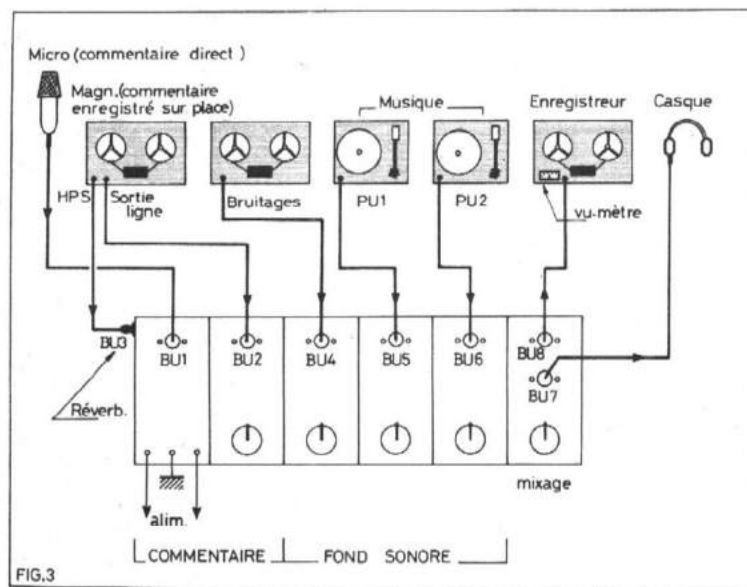 Micro (commentaire direct )
Magn.(commentaire
enregistré sur place)
Musique
Enregistreur
Casque
HPS
Sortie
ligne
Bruitages
PU1
PU2
vu-mètre
BU3
BU1
BU2
BU4
BU5
BU6
BU8
BU7
Réverb.
mixage
alim.
COMMENTAIRE
FOND SONORE
FIG.3